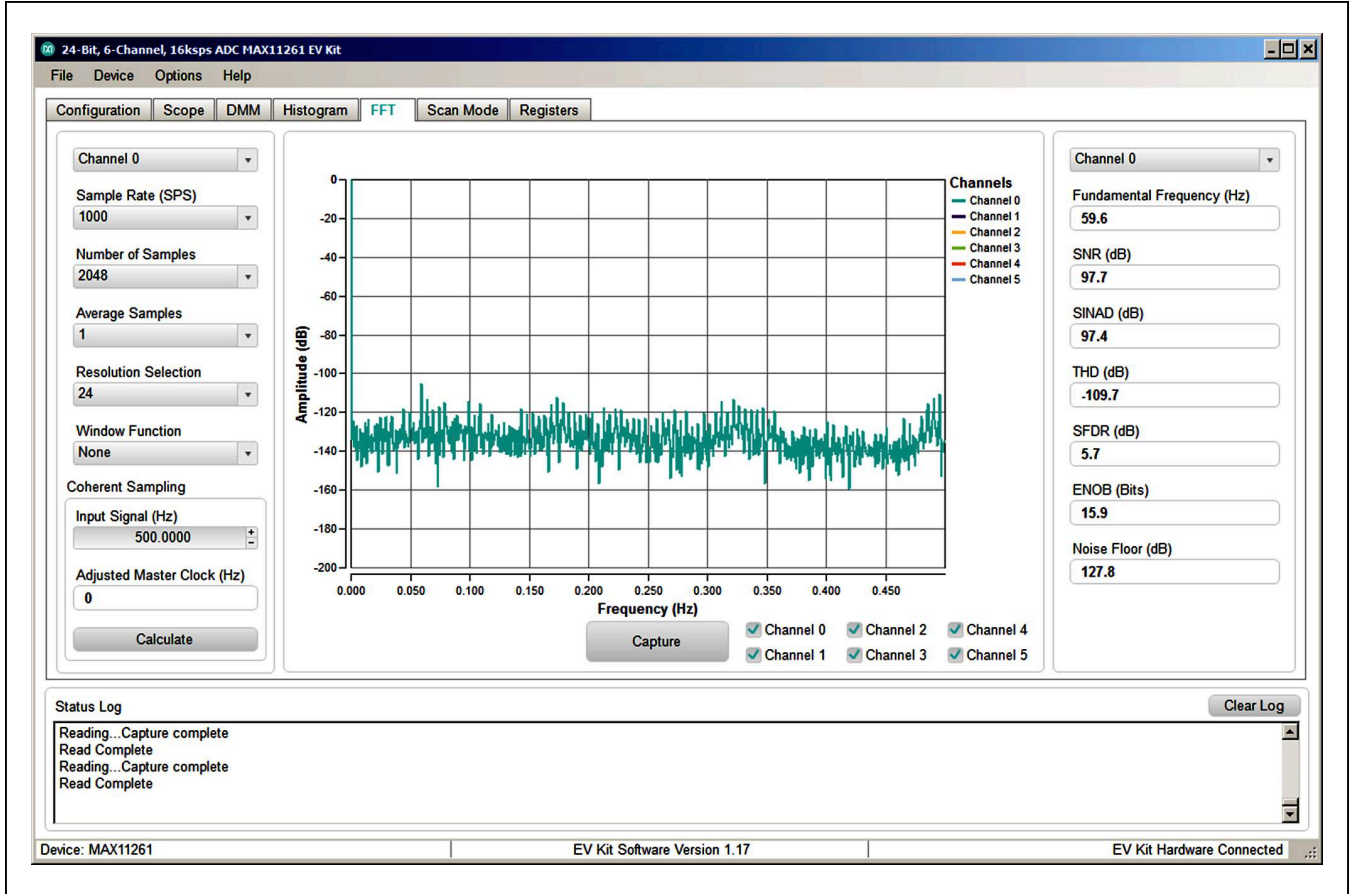 24-Bit, 6-Channel, 16ksps ADC MAX11261 EV Kit
File Device Options Help
Configuration Scope DMM Histogram FFT Scan Mode Registers
Channel 0
Sample Rate (SPS)
1000
Number of Samples
2048
Average Samples
1
Resolution Selection
24
Window Function
None
Coherent Sampling
Input Signal (Hz)
500.0000
Adjusted Master Clock (Hz)
0
Calculate
Amplitude (dB)
0
-20
-40
-60
-80
-100
-120
-140
-160
-180
-200
0.000 0.050 0.100 0.150 0.200 0.250 0.300 0.350 0.400 0.450
Frequency (Hz)
Channels
Channel 0
Channel 1
Channel 2
Channel 3
Channel 4
Channel 5
Capture
Channel 0 Channel 2 Channel 4
Channel 1 Channel 3 Channel 5
Channel 0
Fundamental Frequency (Hz)
59.6
SNR (dB)
97.7
SINAD (dB)
97.4
THD (dB)
-109.7
SFDR (dB)
5.7
ENOB (Bits)
15.9
Noise Floor (dB)
127.8
Status Log
Clear Log
Reading...Capture complete
Read Complete
Reading...Capture complete
Read Complete
Device: MAX11261
EV Kit Software Version 1.17
EV Kit Hardware Connected